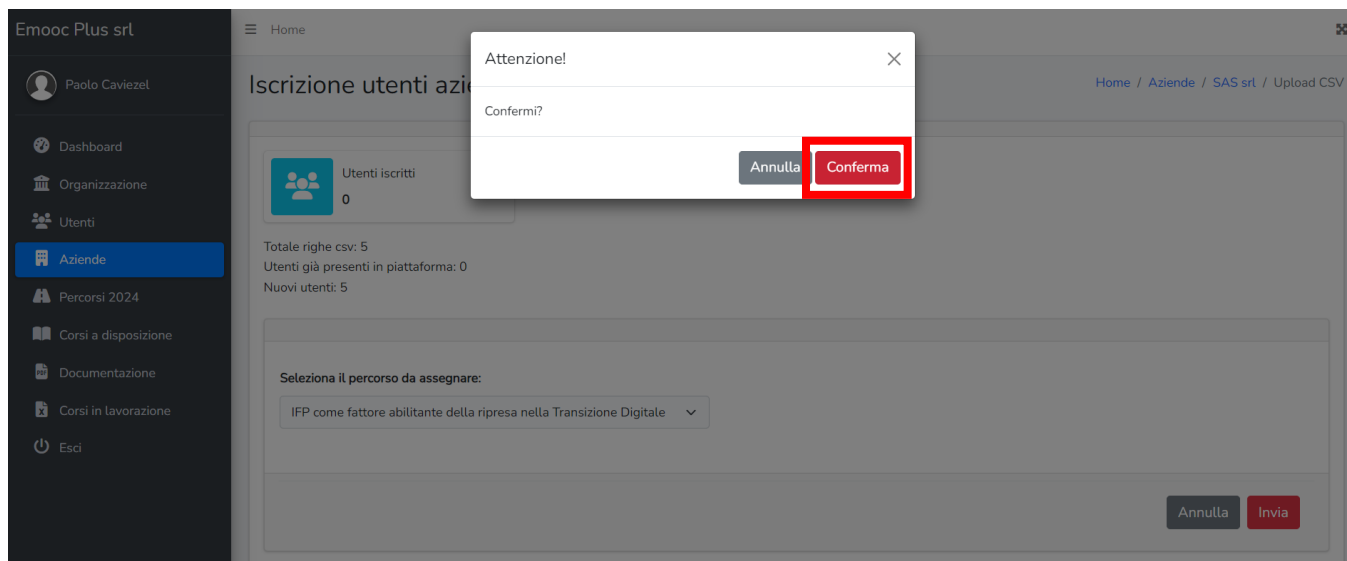 Emooc Plus srl
Home
Paolo Caviezel
Dashboard
Organizzazione
Utenti
Aziende
Percorsi 2024
Corsi a disposizione
Documentazione
Corsi in lavorazione
Esci
Iscrizione utenti azie
Home / Aziende / SAS srl / Upload CSV
Attenzione!
Confermi?
Annulla
Conferma
Utenti iscritti
0
Totale righe csv: 5
Utenti già presenti in piattaforma: 0
Nuovi utenti: 5
Seleziona il percorso da assegnare:
IFP come fattore abilitante della ripresa nella Transizione Digitale
Annulla
Invia